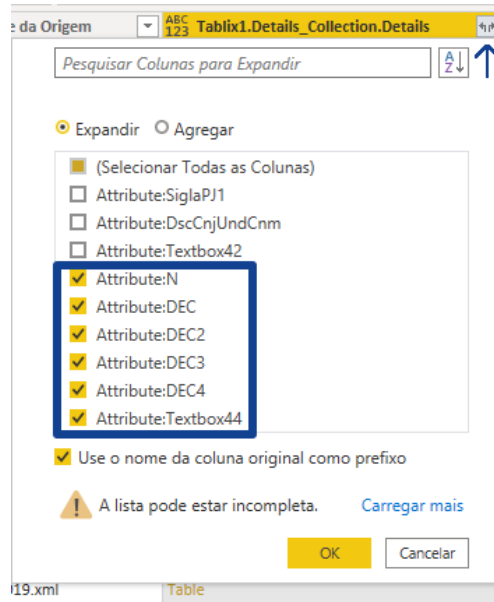 e da Origem
ABC
123 Tablix1.Details_Collection.Details
Pesquisar Colunas para Expandir
A
Z
Expandir
Agregar
(Selecionar Todas as Colunas)
Attribute:SiglaPJ1
Attribute:DscCnjUndCnm
Attribute:Textbox42
Attribute:N
Attribute:DEC
Attribute:DEC2
Attribute:DEC3
Attribute:DEC4
Attribute:Textbox44
Use o nome da coluna original como prefixo
A lista pode estar incompleta. Carregar mais
OK Cancelar
19.xml Table